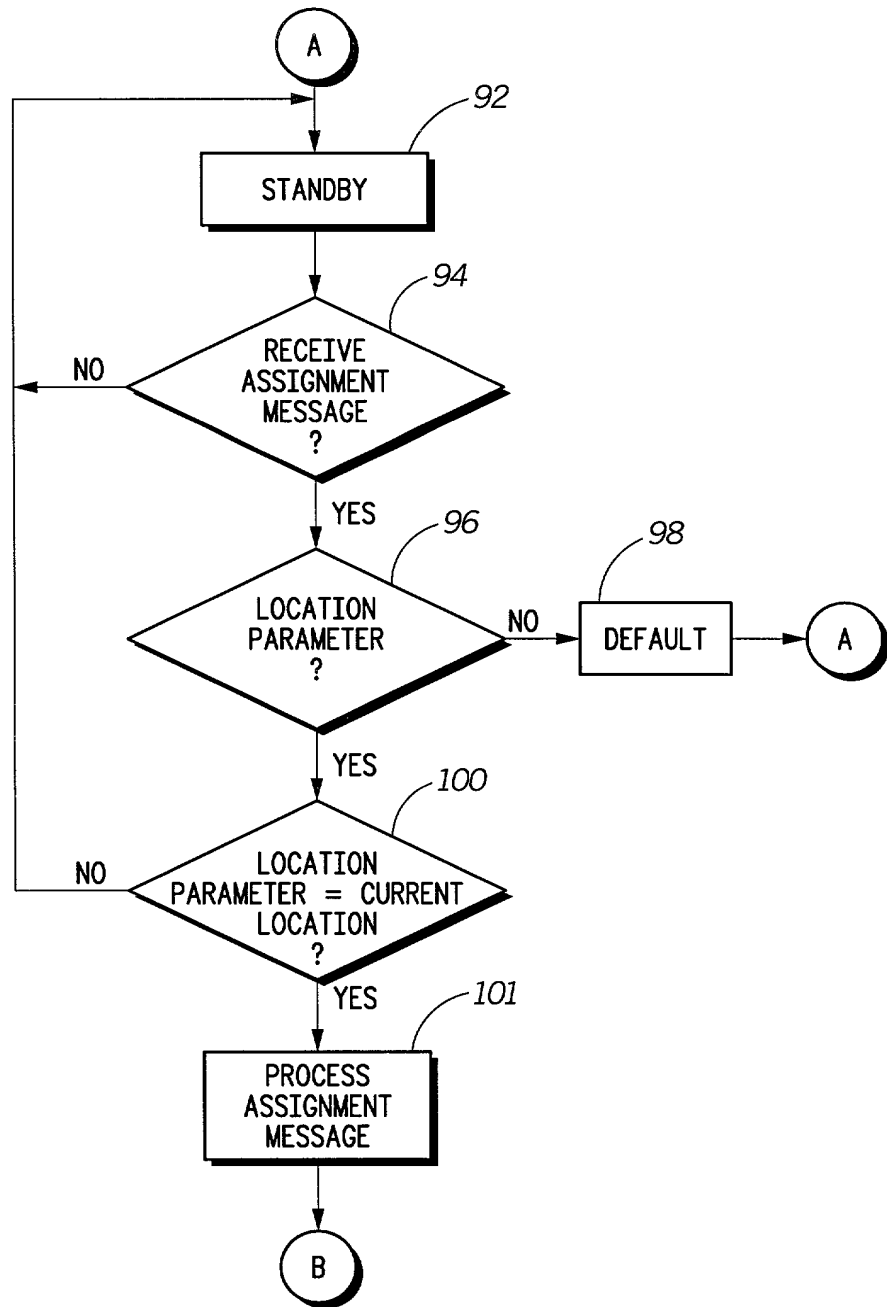 A
92
STANDBY
94
RECEIVE
ASSIGNMENT
MESSAGE
?
NO
YES
96
98
LOCATION
PARAMETER
?
NO
DEFAULT
A
YES
100
LOCATION
PARAMETER = CURRENT
LOCATION
?
NO
YES
101
PROCESS
ASSIGNMENT
MESSAGE
B